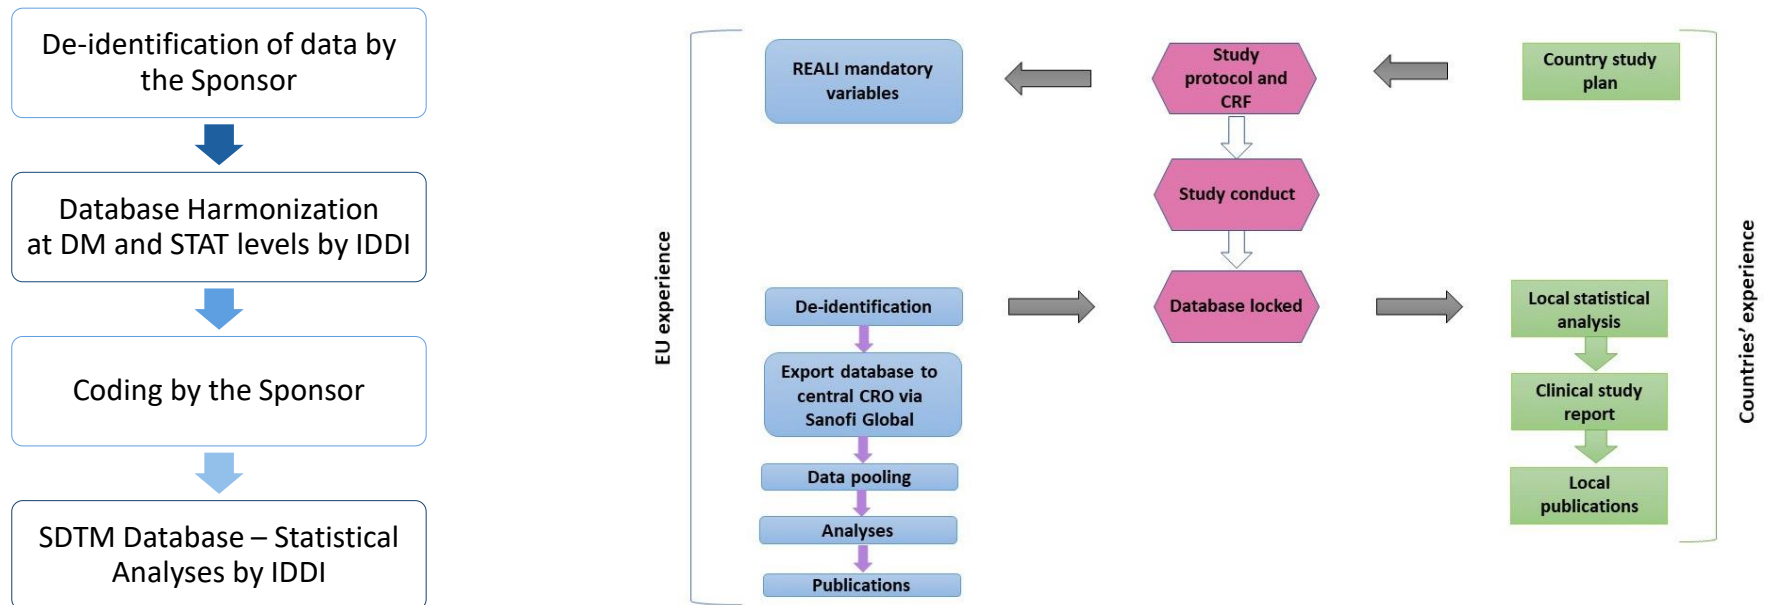 De-identification of data by
the Sponsor
Database Harmonization
at DM and STAT levels by IDDI
Coding by the Sponsor
SDTM Database – Statistical
Analyses by IDDI
EU experience
REALI mandatory
variables
Study
protocol and
CRF
Country study
plan
Study conduct
De-identification
Database locked
Local statistical
analysis
Export database to
central CRO via
Sanofi Global
Clinical study
report
Data pooling
Local
publications
Analyses
Publications
Countries’ experience